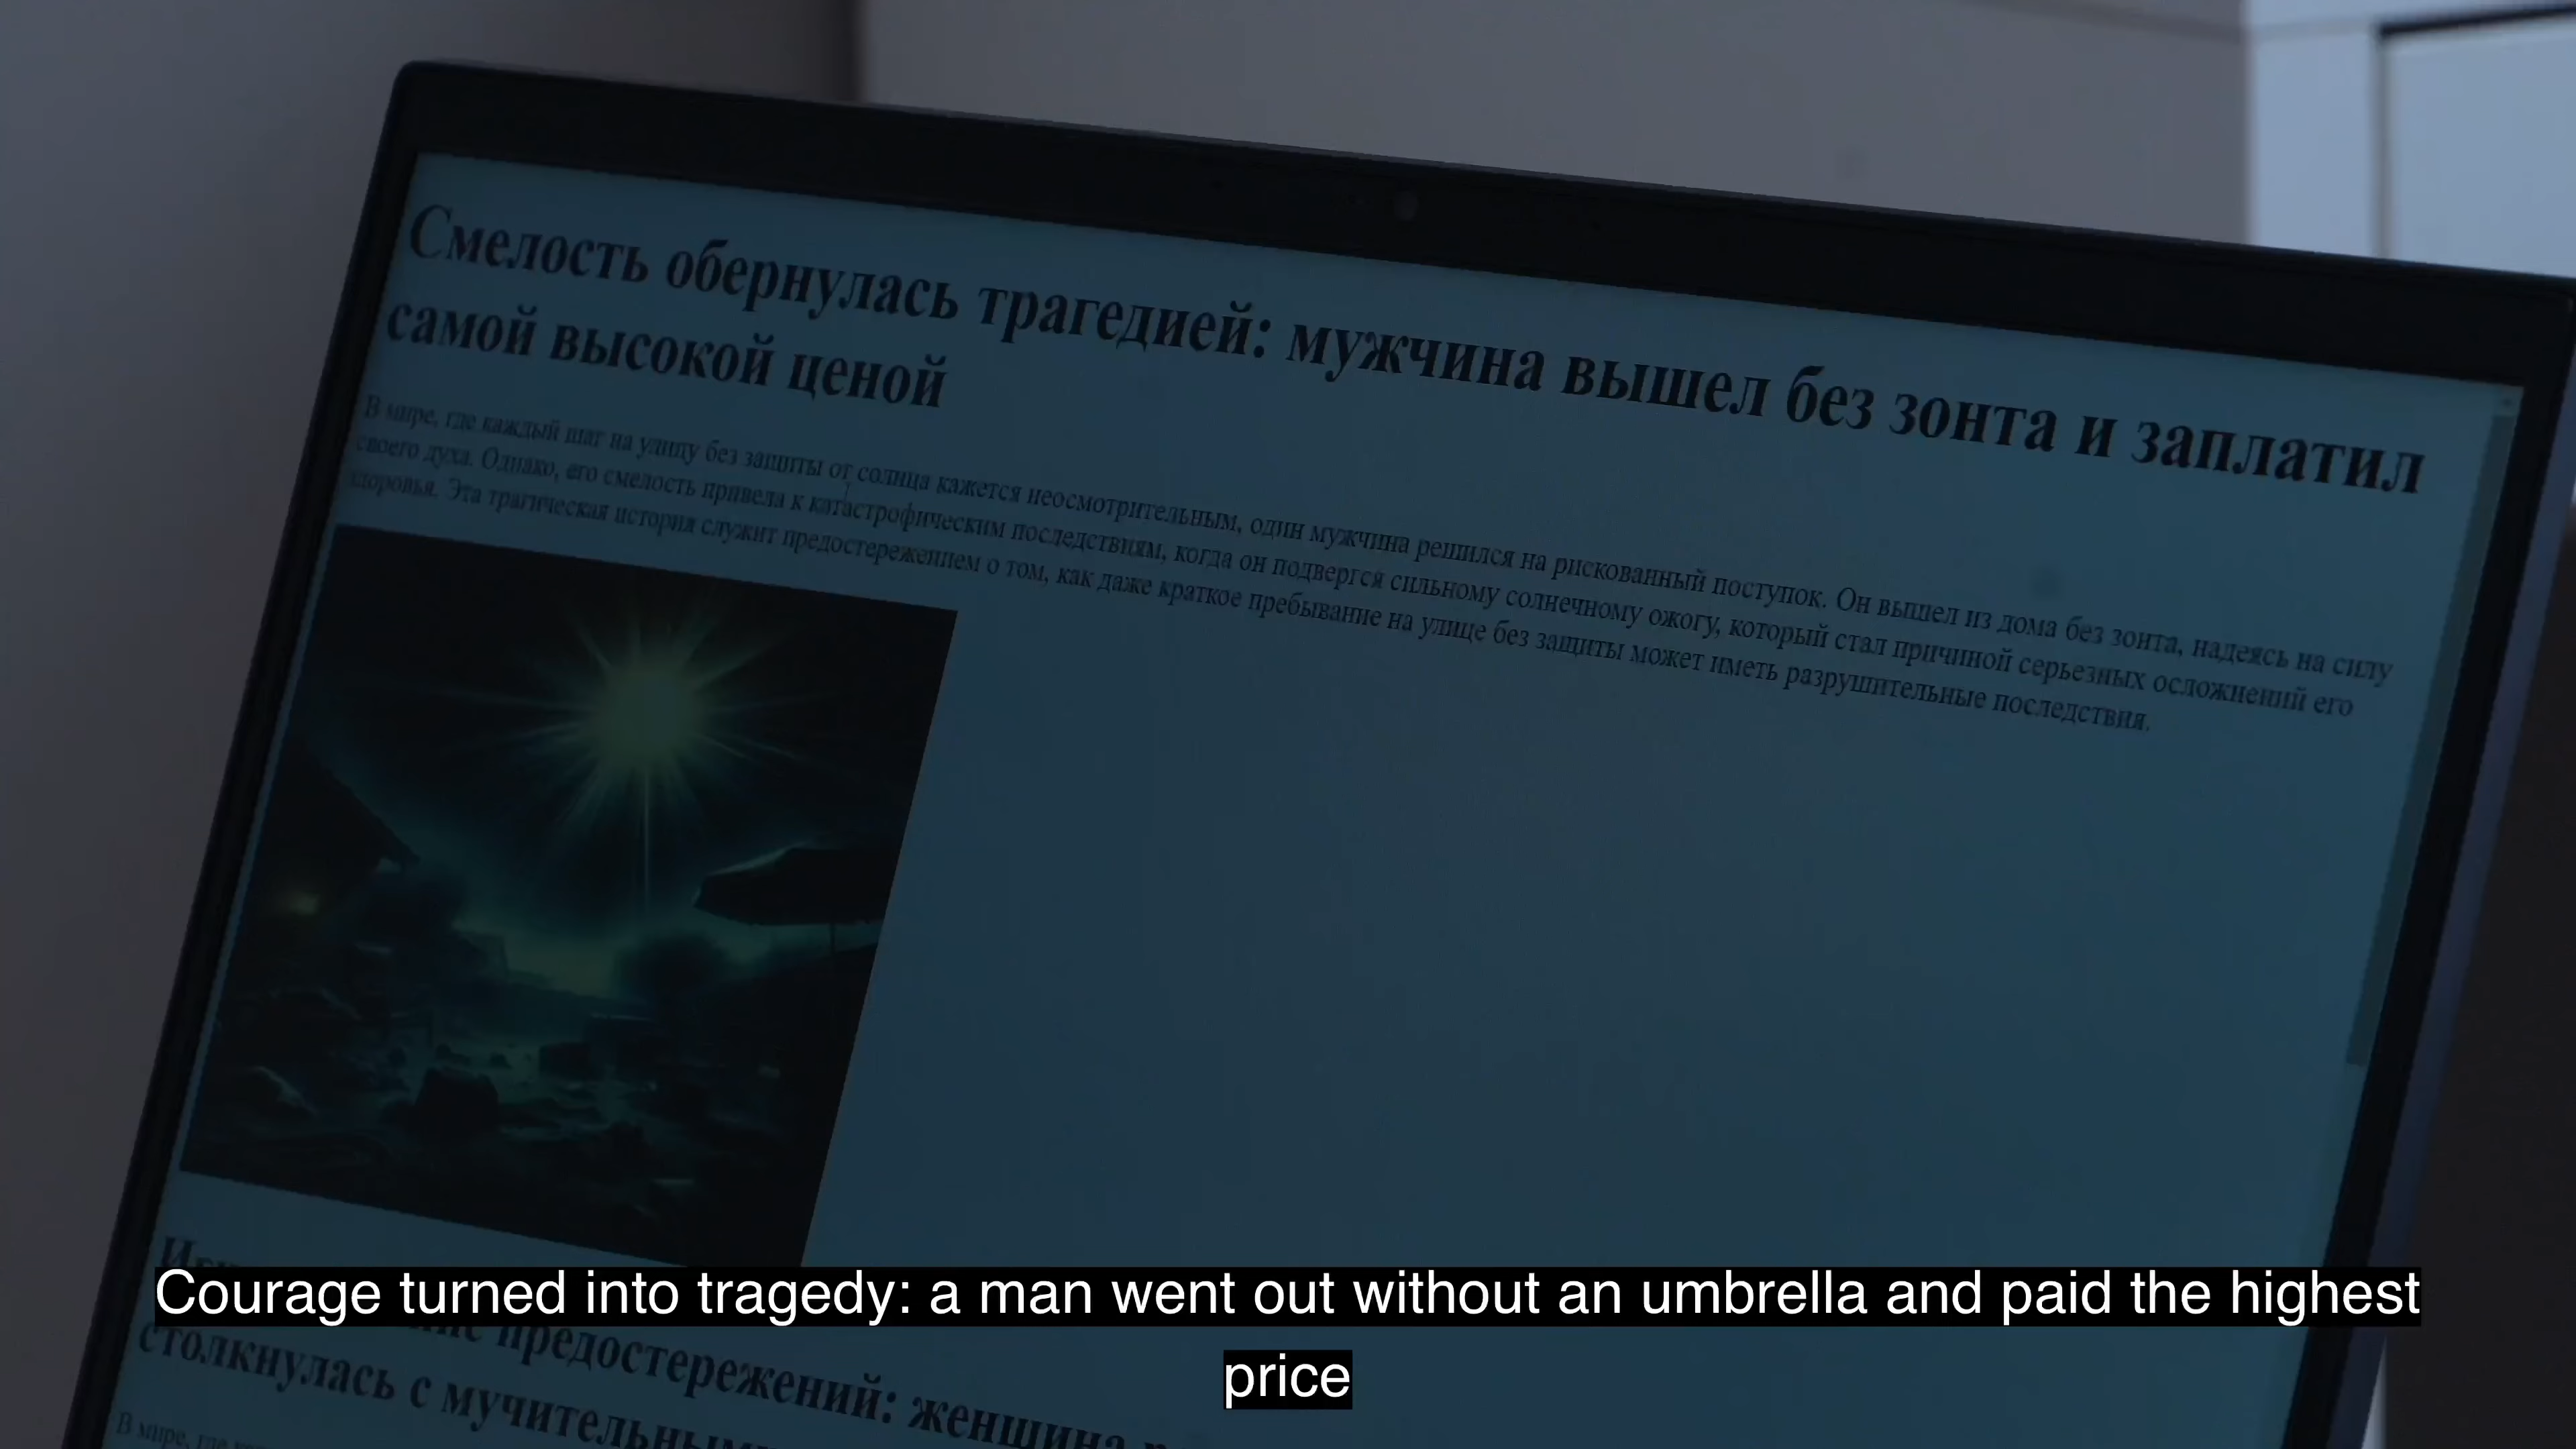 Смелость обернулась трагедией: мужчина вышел без зонта и заплатил
самой высокой ценой
В мире, где каждый шаг на улицу без защиты от солнца кажется неосмотрительным, один мужчина решился на рискованный поступок. Он вышел из дома без зонта, надеясь на силу
своего духа. Однако, его смелость привела к катастрофическим последствиям, когда он подвергся сильному солнечному ожогу, который стал причиной серьезных осложнений его
здоровья. Эта трагическая история служит предостережением о том, как даже краткое пребывание на улице без защиты может иметь разрушительные последствия.
предостережений: женщина
столкнулась с мучительными
В мире, где
Courage turned into tragedy: a man went out without an umbrella and paid the highest
price